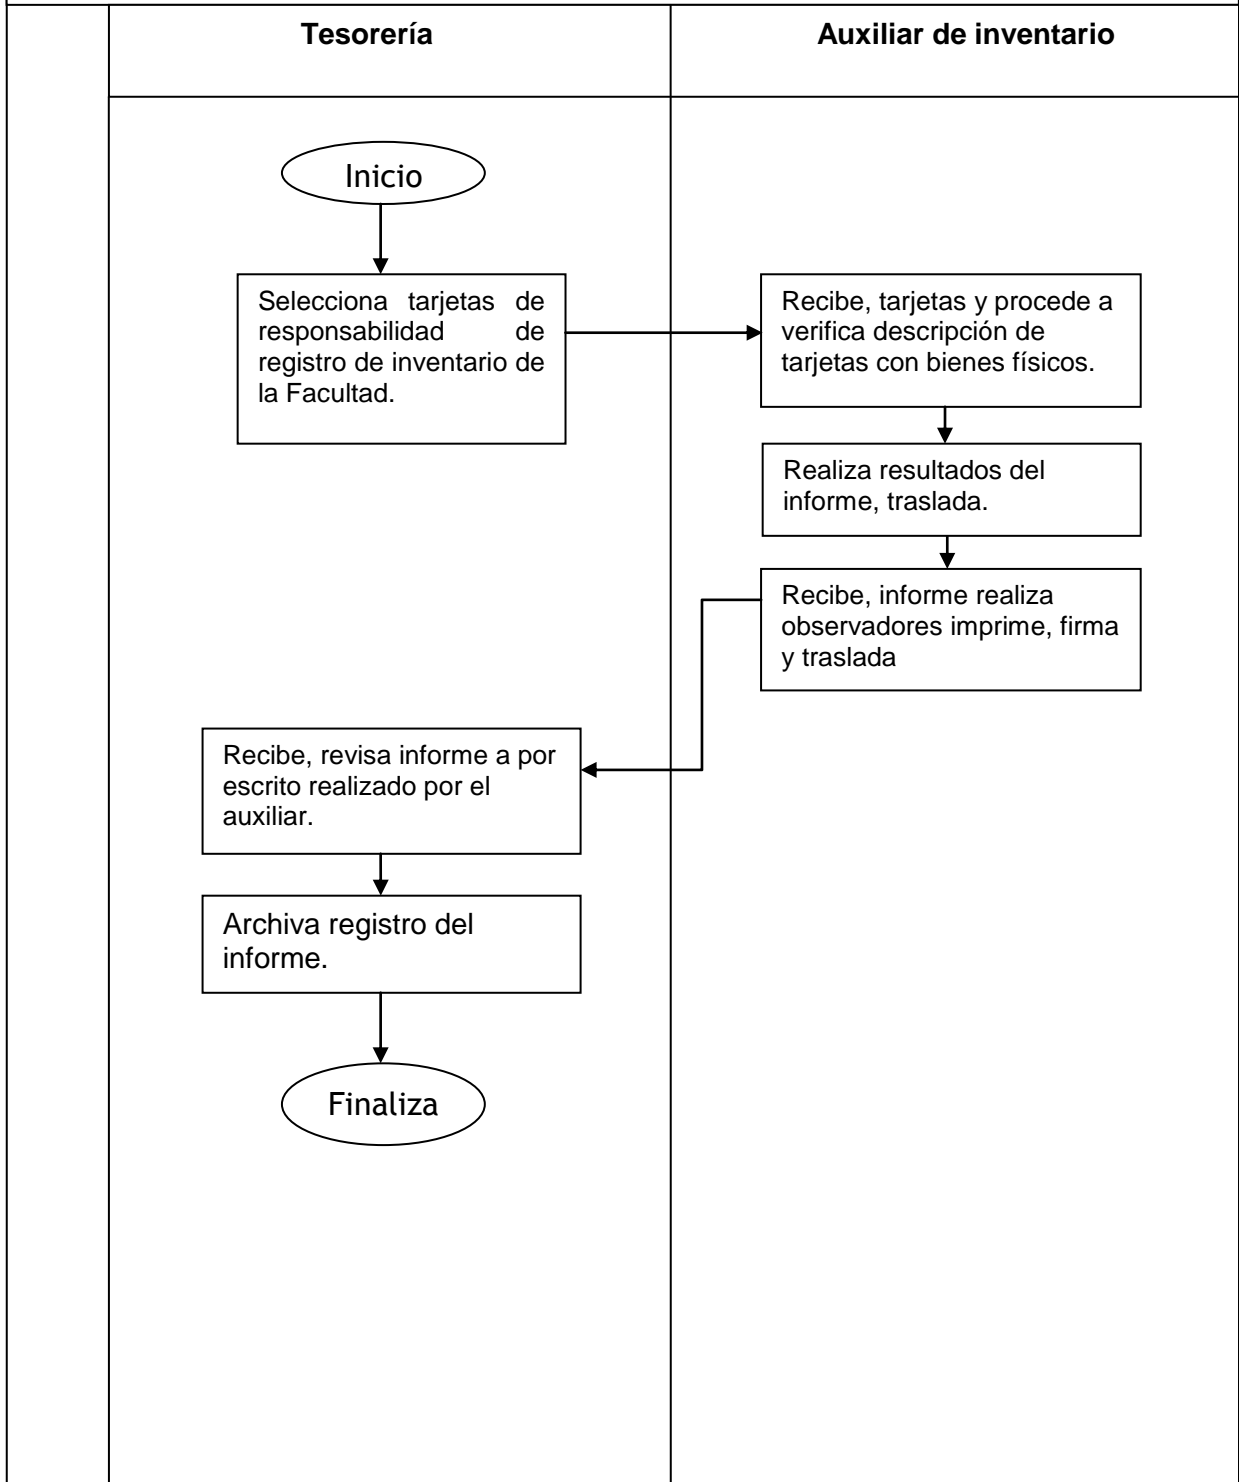 Tesorería
Auxiliar de inventario
Inicio
Selecciona tarjetas de
responsabilidad de
registro de inventario de
la Facultad.
Recibe, tarjetas y procede a
verifica descripción de
tarjetas con bienes físicos.
Realiza resultados del
informe, traslada.
Recibe, informe realiza
observadores imprime, firma
y traslada
Recibe, revisa informe a por
escrito realizado por el
auxiliar.
Archiva registro del
informe.
Finaliza